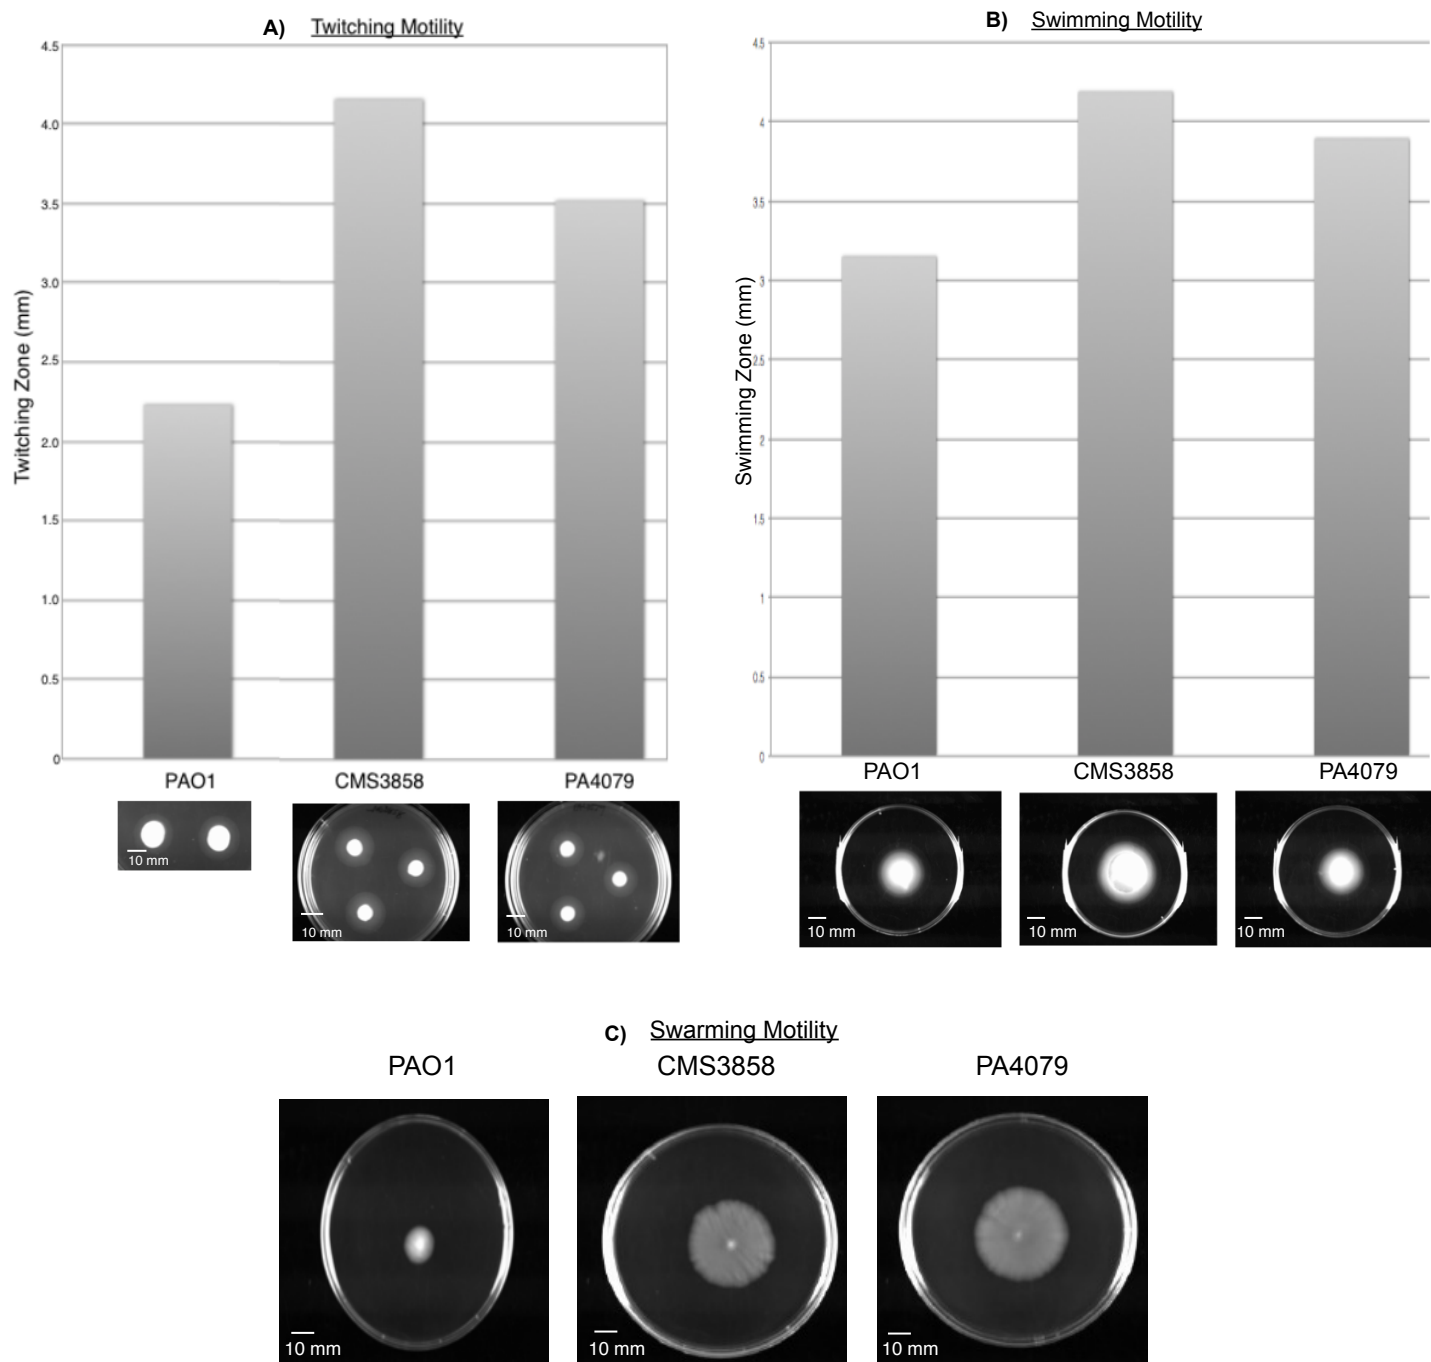 A) Twitching Motility
4.5
4.0
3.5
3.0
2.5
2.0
1.5
1.0
0.5
0
Twitching Zone (mm)
PAO1 CMS3858 PA4079
10 mm
10 mm
10 mm
B) Swimming Motility
4.5
4
3.5
3
2.5
2
1.5
1
0.5
0
Swimming Zone (mm)
PAO1 CMS3858 PA4079
10 mm
10 mm
10 mm
C) Swarming Motility
PAO1 CMS3858 PA4079
10 mm
10 mm
10 mm